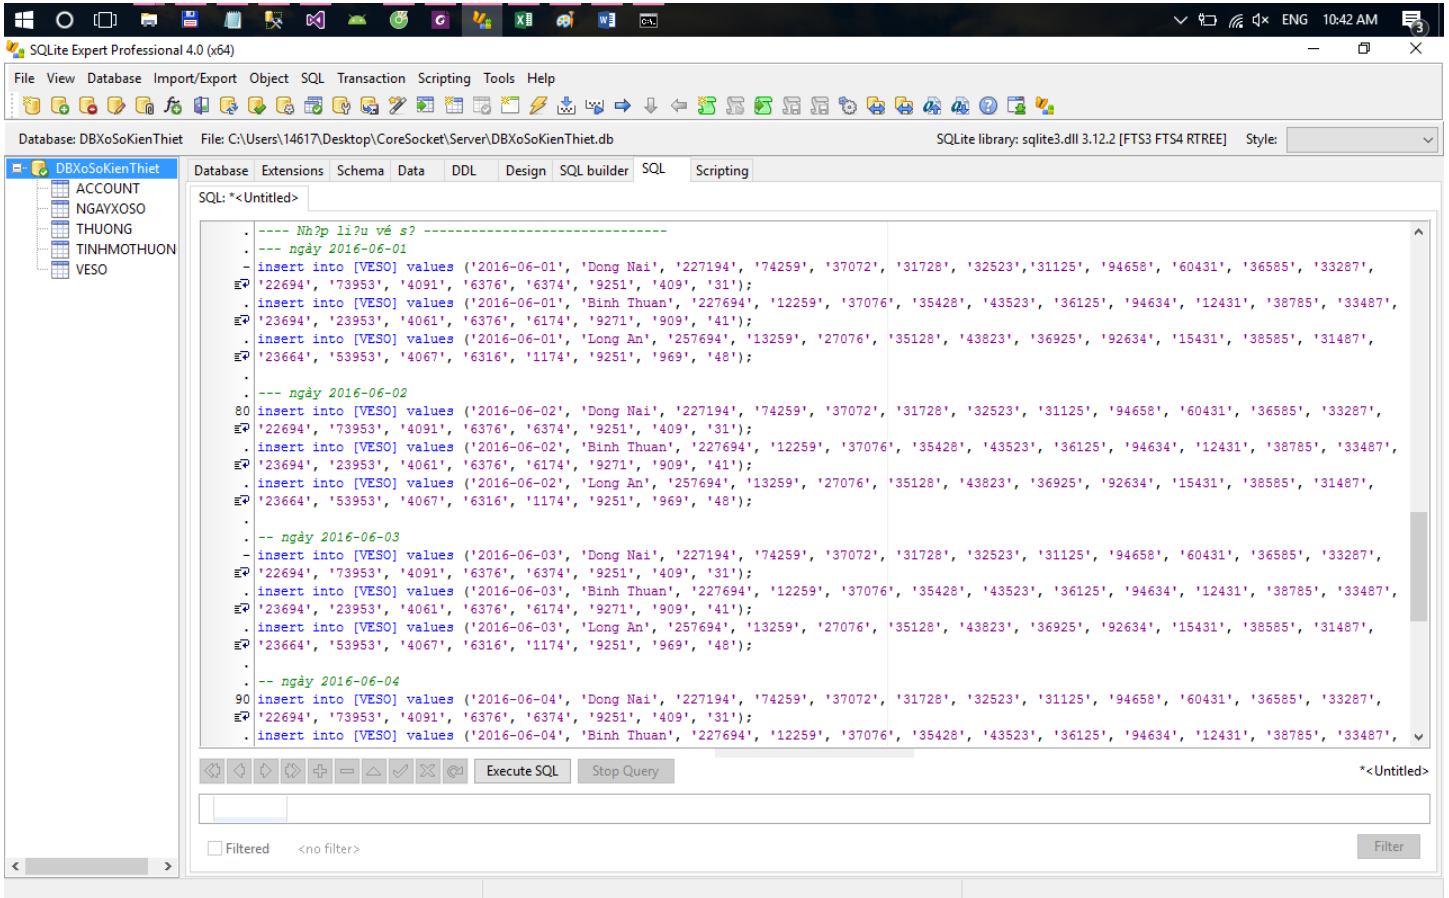 ENG 10:42 AM
3
SQLite Expert Professional 4.0 (x64)
File View Database Import/Export Object SQL Transaction Scripting Tools Help
Database: DBXoSoKienThiet File: C:\Users\14617\Desktop\CoreSocket\Server\DBXoSoKienThiet.db SQLite library: sqlite3.dll 3.12.2 [FTS3 FTS4 RTREE] Style:
DBXoSoKienThiet
ACCOUNT
NGAYXOSO
THUONG
TINHMOTHUON
VESO
Database Extensions Schema Data DDL Design SQL builder SQL Scripting
SQL: *<Untitled>
---- Nh?p li?u vé s? -------------------------------
--- ngày 2016-06-01
insert into [VESO] values ('2016-06-01', 'Dong Nai', '227194', '74259', '37072', '31728', '32523','31125', '94658', '60431', '36585', '33287',
'22694', '73953', '4091', '6376', '6374', '9251', '409', '31');
insert into [VESO] values ('2016-06-01', 'Binh Thuan', '227694', '12259', '37076', '35428', '43523', '36125', '94634', '12431', '38785', '33487',
'23694', '23953', '4061', '6376', '6174', '9271', '909', '41');
insert into [VESO] values ('2016-06-01', 'Long An', '257694', '13259', '27076', '35128', '43823', '36925', '92634', '15431', '38585', '31487',
'23664', '53953', '4067', '6316', '1174', '9251', '969', '48');
--- ngày 2016-06-02
80 insert into [VESO] values ('2016-06-02', 'Dong Nai', '227194', '74259', '37072', '31728', '32523', '31125', '94658', '60431', '36585', '33287',
'22694', '73953', '4091', '6376', '6374', '9251', '409', '31');
insert into [VESO] values ('2016-06-02', 'Binh Thuan', '227694', '12259', '37076', '35428', '43523', '36125', '94634', '12431', '38785', '33487',
'23694', '23953', '4061', '6376', '6174', '9271', '909', '41');
insert into [VESO] values ('2016-06-02', 'Long An', '257694', '13259', '27076', '35128', '43823', '36925', '92634', '15431', '38585', '31487',
'23664', '53953', '4067', '6316', '1174', '9251', '969', '48');
-- ngày 2016-06-03
insert into [VESO] values ('2016-06-03', 'Dong Nai', '227194', '74259', '37072', '31728', '32523', '31125', '94658', '60431', '36585', '33287',
'22694', '73953', '4091', '6376', '6374', '9251', '409', '31');
insert into [VESO] values ('2016-06-03', 'Binh Thuan', '227694', '12259', '37076', '35428', '43523', '36125', '94634', '12431', '38785', '33487',
'23694', '23953', '4061', '6376', '6174', '9271', '909', '41');
insert into [VESO] values ('2016-06-03', 'Long An', '257694', '13259', '27076', '35128', '43823', '36925', '92634', '15431', '38585', '31487',
'23664', '53953', '4067', '6316', '1174', '9251', '969', '48');
-- ngày 2016-06-04
90 insert into [VESO] values ('2016-06-04', 'Dong Nai', '227194', '74259', '37072', '31728', '32523', '31125', '94658', '60431', '36585', '33287',
'22694', '73953', '4091', '6376', '6374', '9251', '409', '31');
insert into [VESO] values ('2016-06-04', 'Binh Thuan', '227694', '12259', '37076', '35428', '43523', '36125', '94634', '12431', '38785', '33487',
Execute SQL Stop Query *<Untitled>
Filtered <no filter> Filter